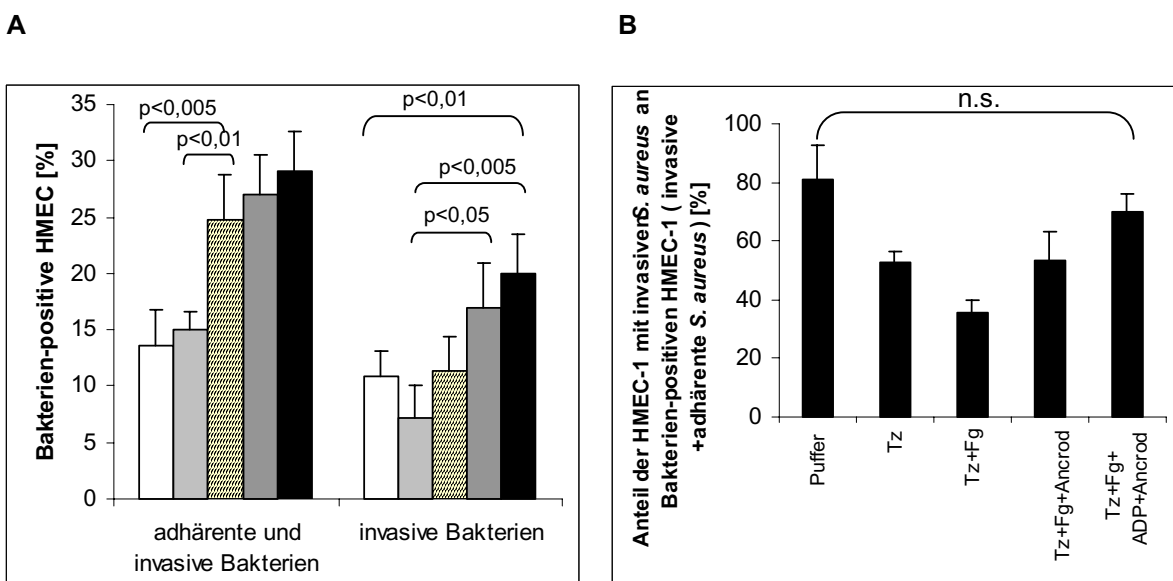 A
B
35
30
25
20
15
10
5
0
Bakterien-positive HMEC [%]
p<0,005
p<0,01
p<0,01
p<0,005
p<0,05
adhärente und
invasive Bakterien
invasive Bakterien
Anteil der HMEC-1 mit invasivenS. aureus an
Bakterien-positiven HMEC-1 ( invasive
+adhärente S. aureus ) [%]
n.s.
100
80
60
40
20
0
Puffer
Tz
Tz+Fg
Tz+Fg+Ancrod
Tz+Fg+
ADP+Ancrod